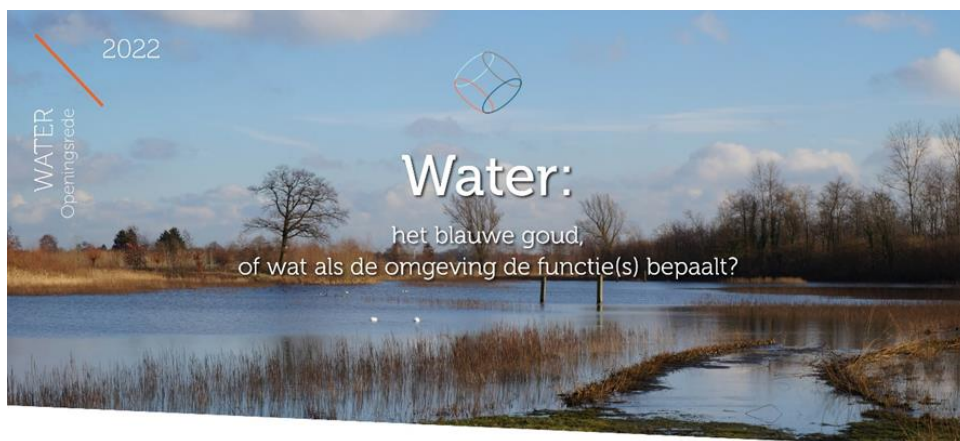 2022
WATER
Openingsrede
Water:
het blauwe goud,
of wat als de omgeving de functie(s) bepaalt?